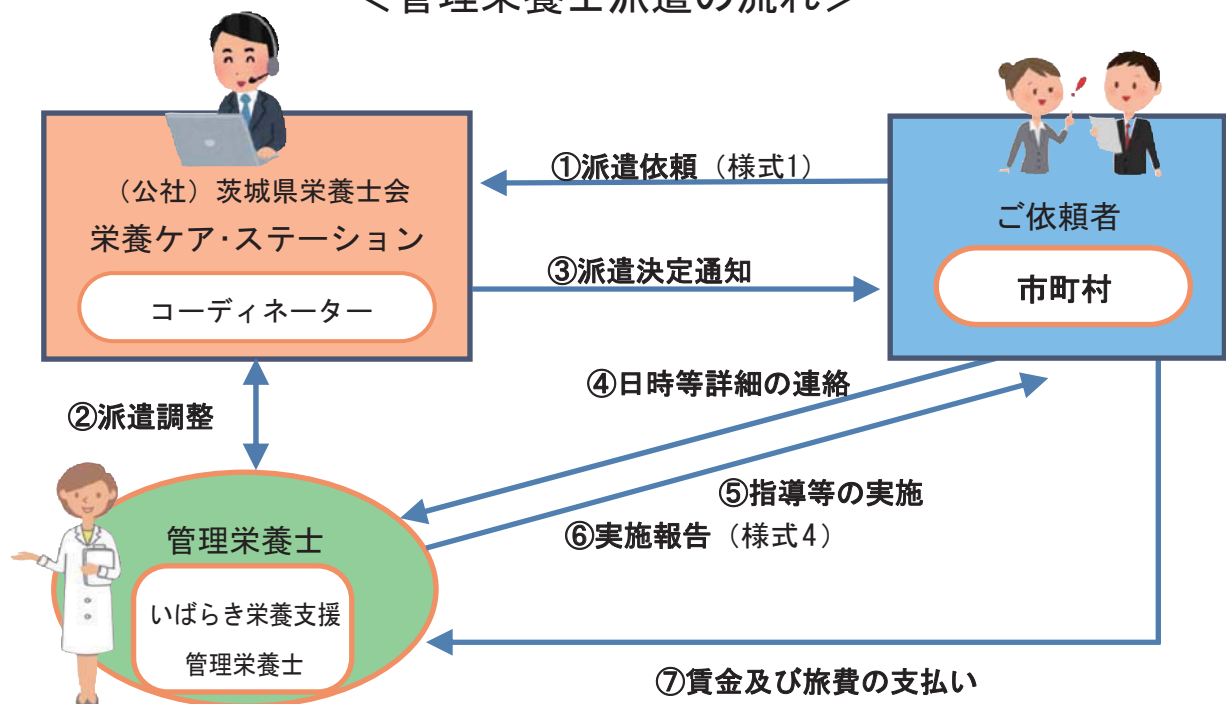 ＜管理栄養士派遣の流れ＞
（公社）茨城県栄養士会
栄養ケア･ステーション
コーディネーター
①派遣依頼（様式1）
ご依頼者
市町村
③派遣決定通知
②派遣調整
④日時等詳細の連絡
⑤指導等の実施
⑥実施報告（様式4）
管理栄養士
いばらき栄養支援
管理栄養士
⑦賃金及び旅費の支払い